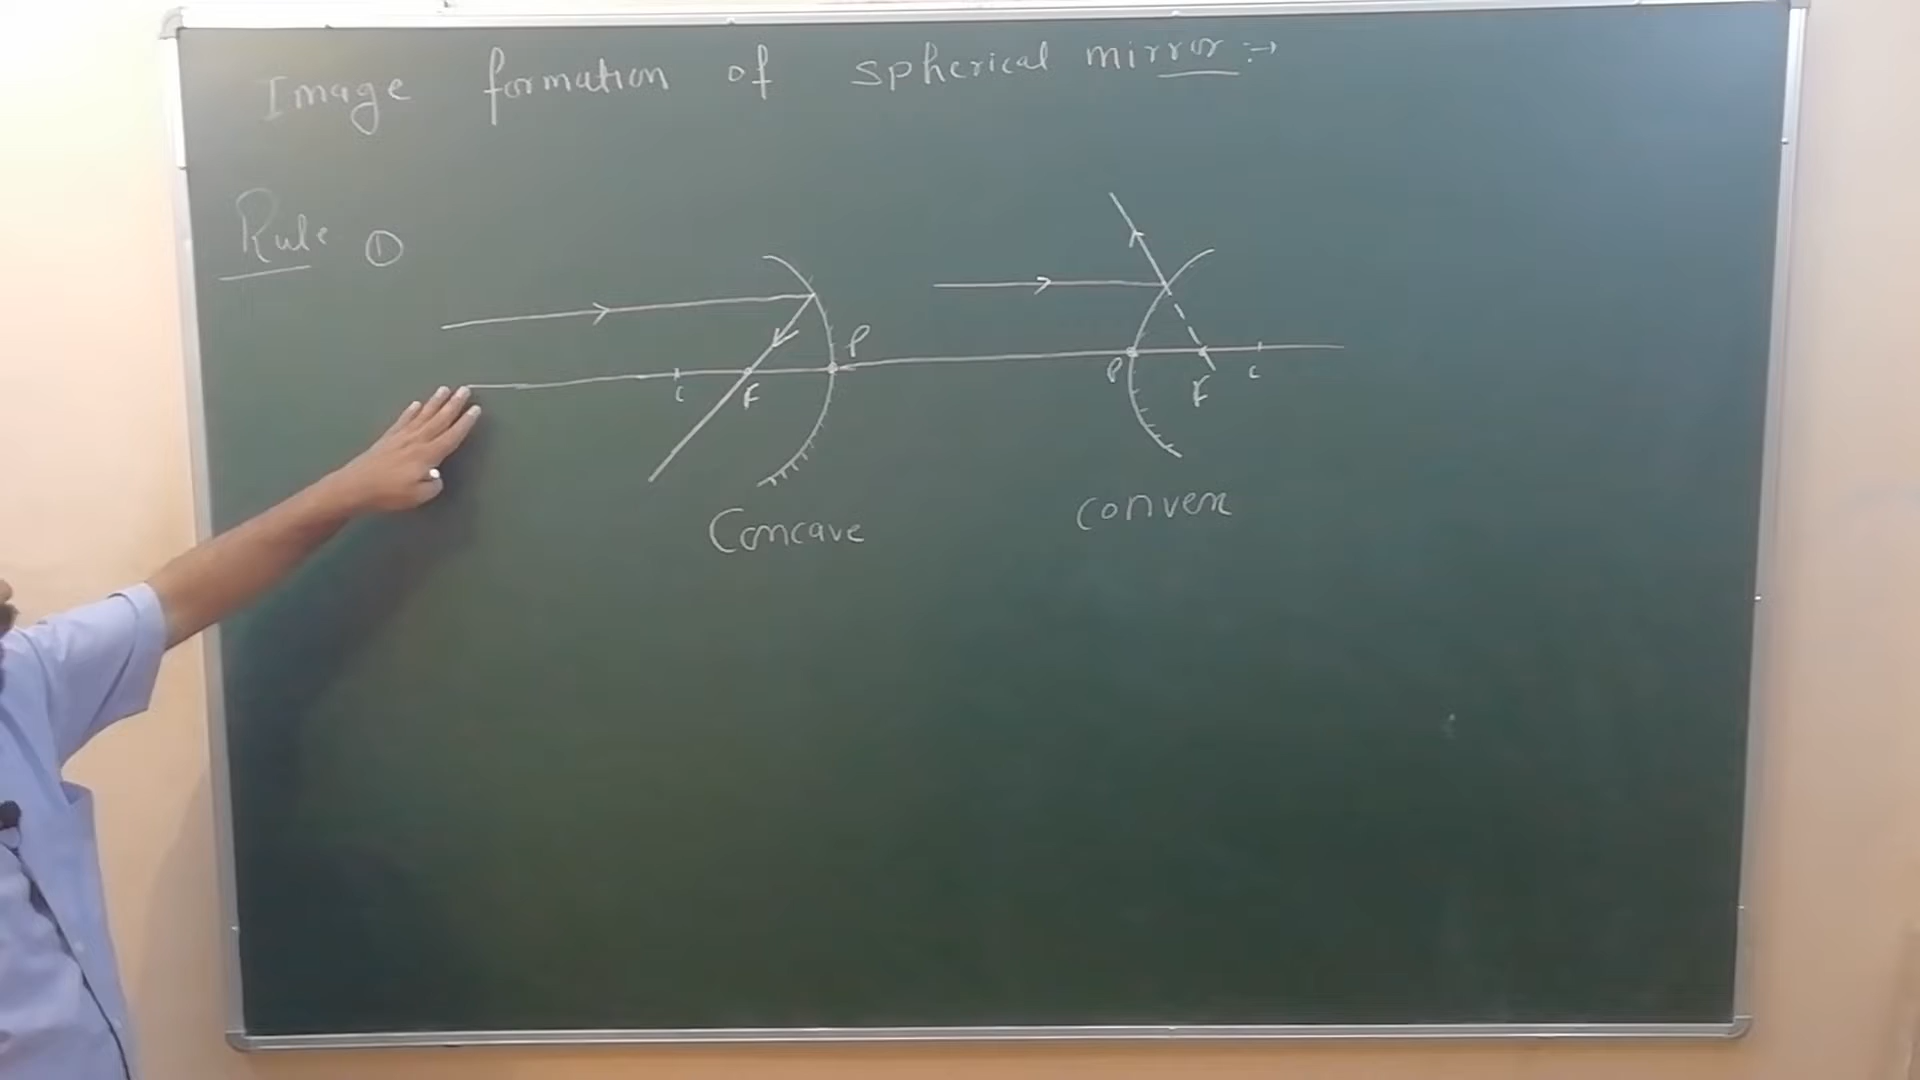 Image formation of spherical mirror :→
Rule ①
P
C F
P F C
Concave convex